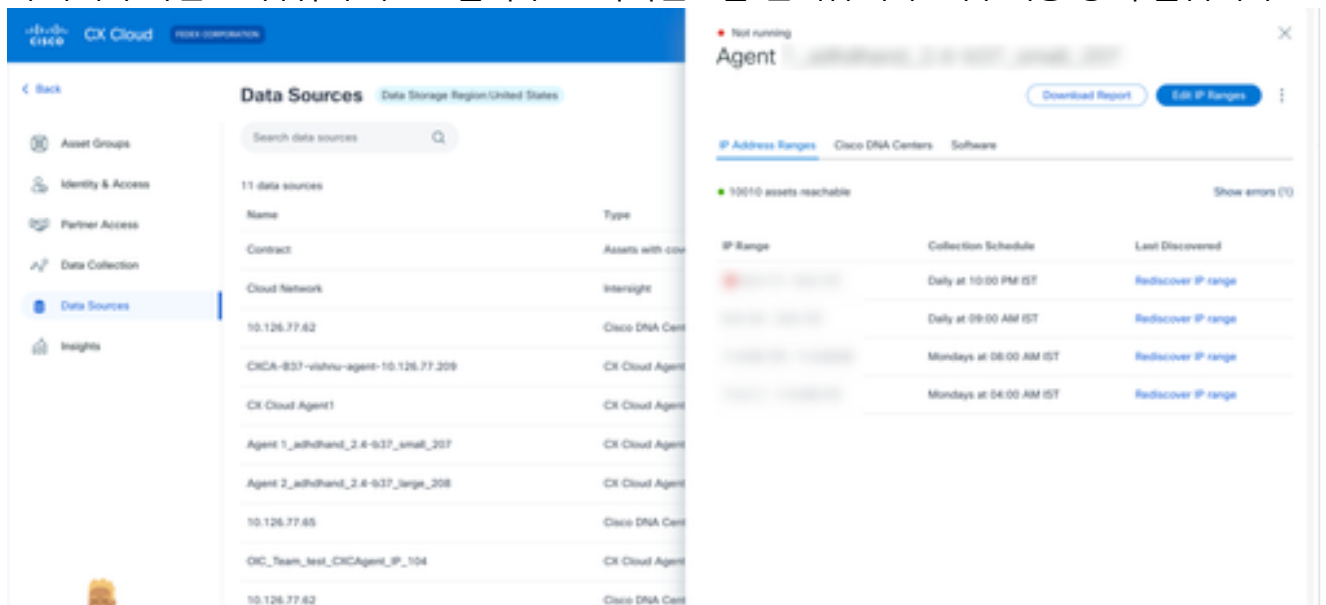 CISCO CX Cloud FEDEX CORPORATION
Back
Asset Groups
Identity & Access
Partner Access
Data Collection
Data Sources
Insights
Data Sources Data Storage Region:United States
Search data sources
11 data sources
Name Type
Contract Assets with cov
Cloud Network Intersight
10.126.77.62 Cisco DNA Cent
CXCA-B37-vishnu-agent-10.126.77.209 CX Cloud Agent
CX Cloud Agent1 CX Cloud Agent
Agent 1_adhdhand_2.4-b37_small_207 CX Cloud Agent
Agent 2_adhdhand_2.4-b37_large_208 CX Cloud Agent
10.126.77.65 Cisco DNA Cent
OIC_Team_test_CXCAgent_IP_104 CX Cloud Agent
10.126.77.62 Cisco DNA Cent
Not running
Agent
Download Report Edit IP Ranges
IP Address Ranges Cisco DNA Centers Software
10010 assets reachable Show errors (1)
IP Range Collection Schedule Last Discovered
Daily at 10:00 PM IST Rediscover IP range
Daily at 09:00 AM IST Rediscover IP range
Mondays at 08:00 AM IST Rediscover IP range
Mondays at 04:00 AM IST Rediscover IP range